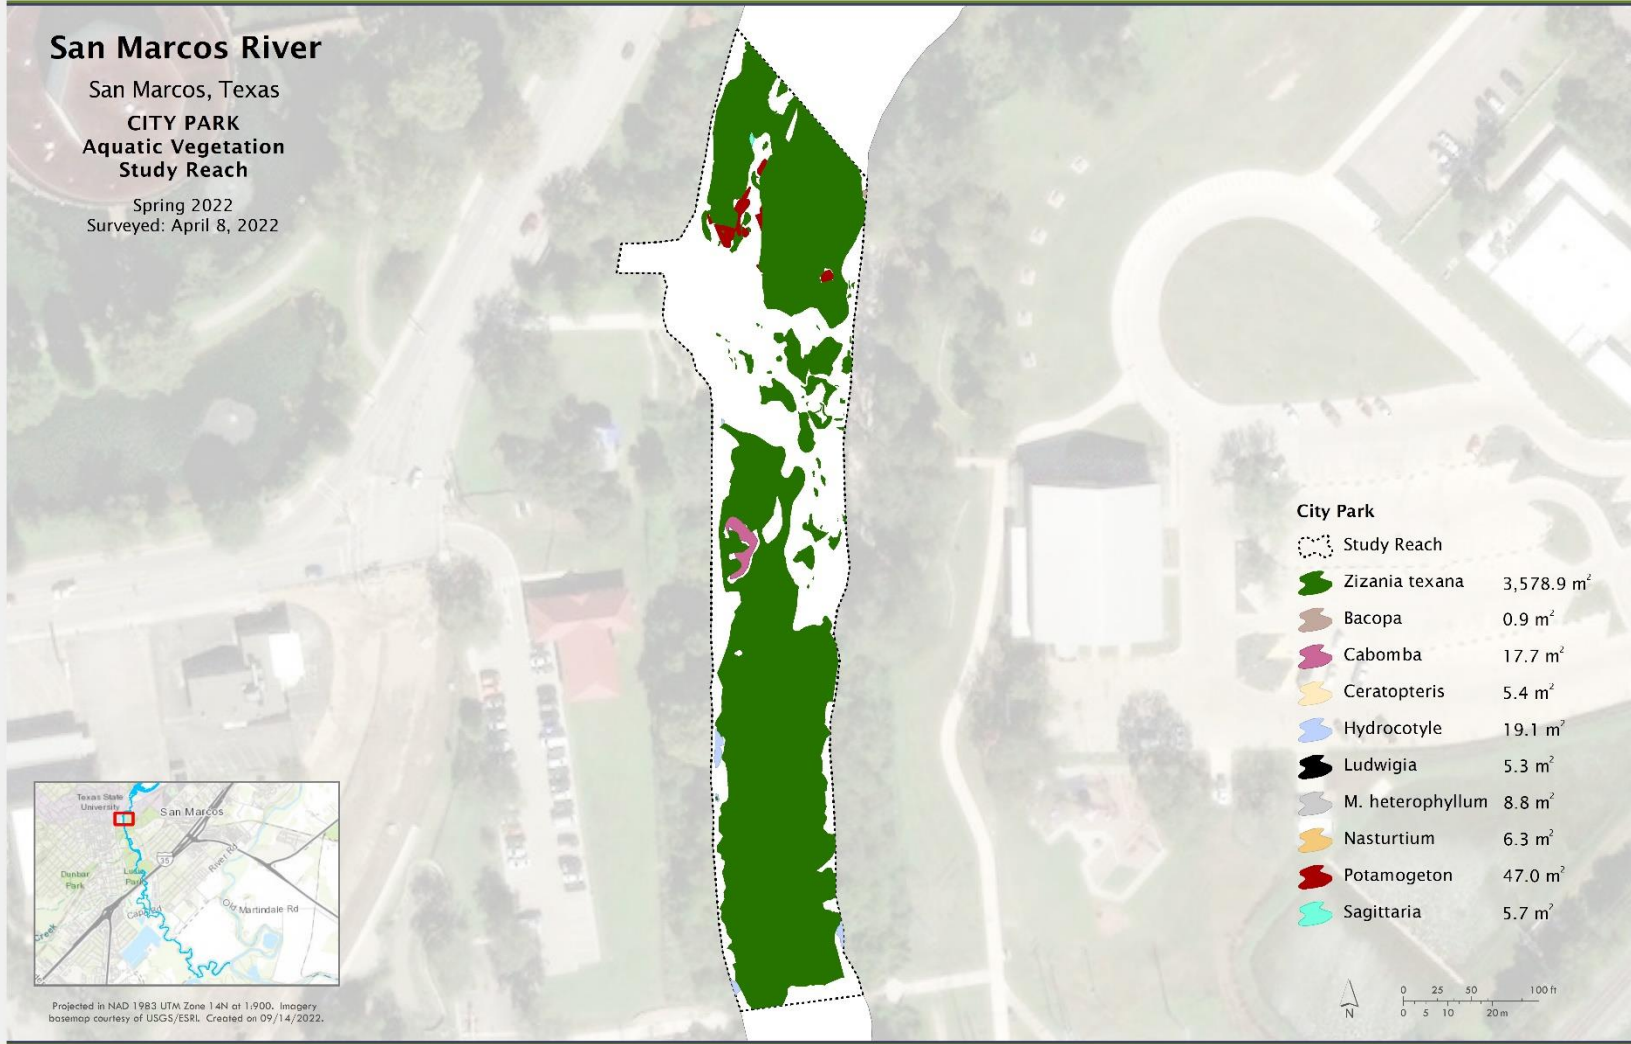 San Marcos River
San Marcos, Texas
CITY PARK
Aquatic Vegetation
Study Reach
Spring 2022
Surveyed: April 8, 2022
City Park
Study Reach
Zizania texana 3,578.9 m²
Bacopa 0.9 m²
Cabomba 17.7 m²
Ceratopteris 5.4 m²
Hydrocotyle 19.1 m²
Ludwigia 5.3 m²
M. heterophyllum 8.8 m²
Nasturtium 6.3 m²
Potamogeton 47.0 m²
Sagittaria 5.7 m²
Texas State
University
San Marcos
35
River Rd
Dunbar
Park
Park
Old Martindale Rd
Creek
Projected in NAD 1983 UTM Zone 14N at 1:900. Imagery
basemap courtesy of USGS/ESRI. Created on 09/14/2022.
N
0 25 50 100 ft
0 5 10 20 m